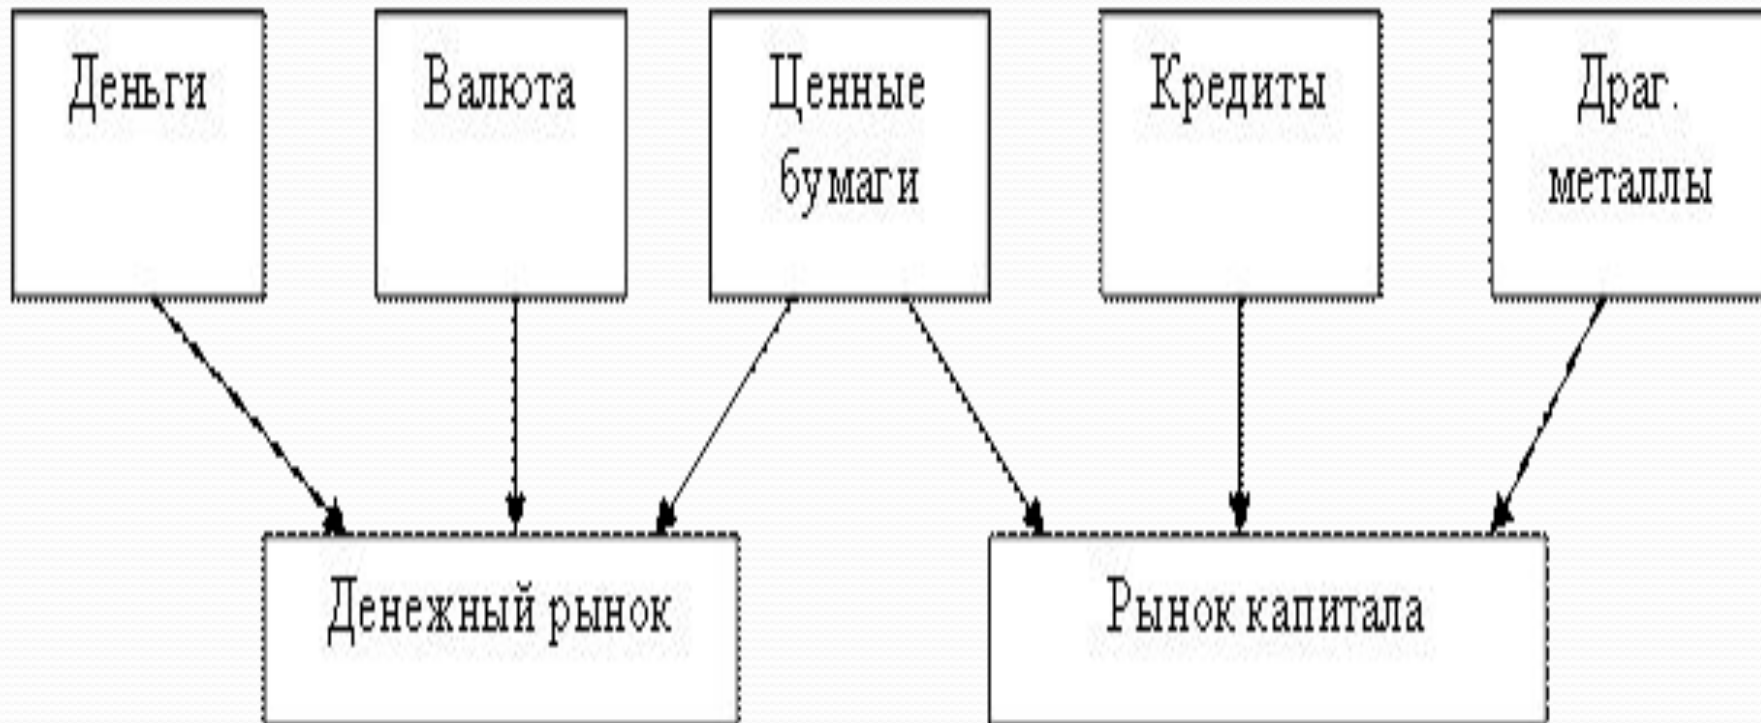 Деньги
Валюта
Ценные
бумаги
Кредиты
Драг.
металлы
Денежный рынок
Рынок капитала